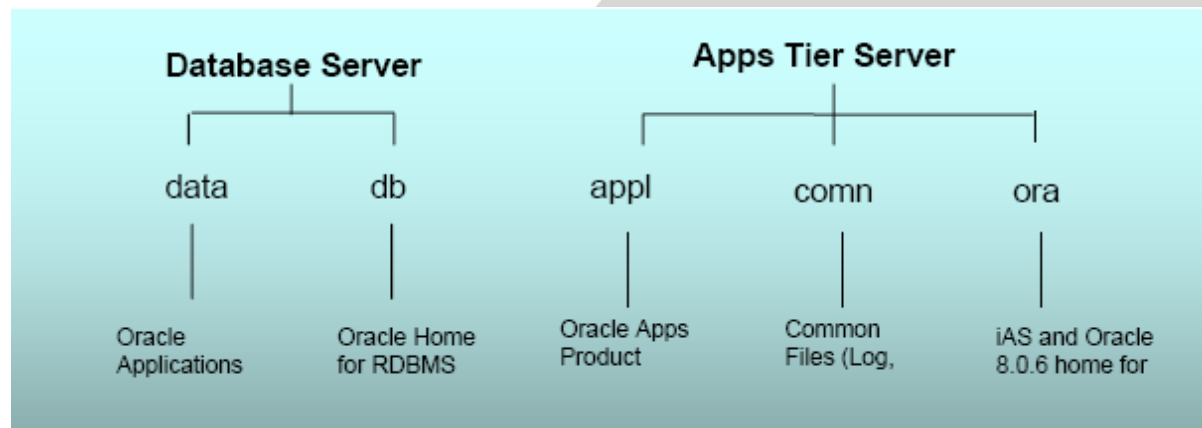 Database Server
Apps Tier Server
data
db
appl
comn
ora
Oracle
Applications
Oracle Home
for RDBMS
Oracle Apps
Product
Common
Files (Log,
iAS and Oracle
8.0.6 home for